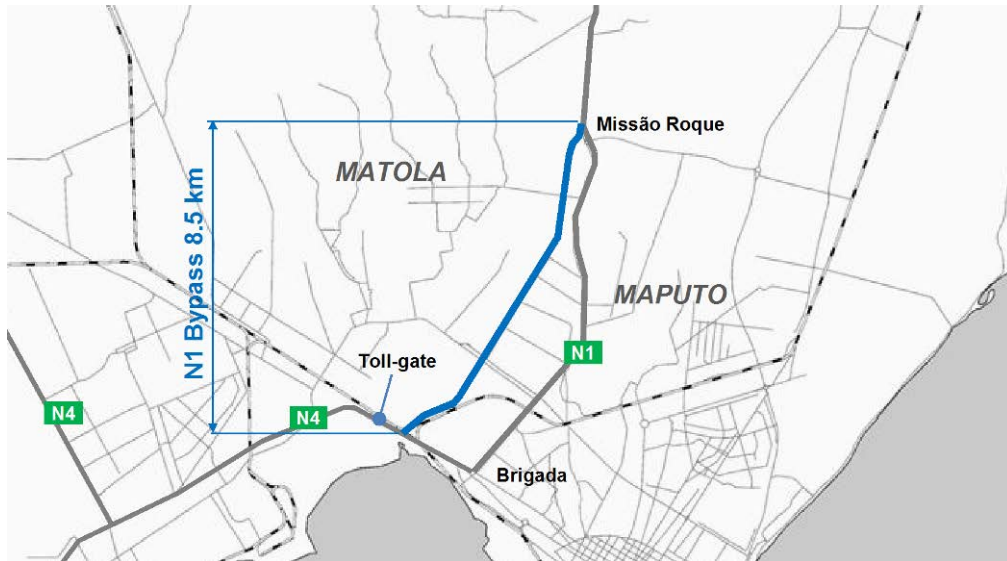 Missão Roque
MATOLA
N1 Bypass 8.5 km
MAPUTO
N1
Toll-gate
N4
N4
Brigada